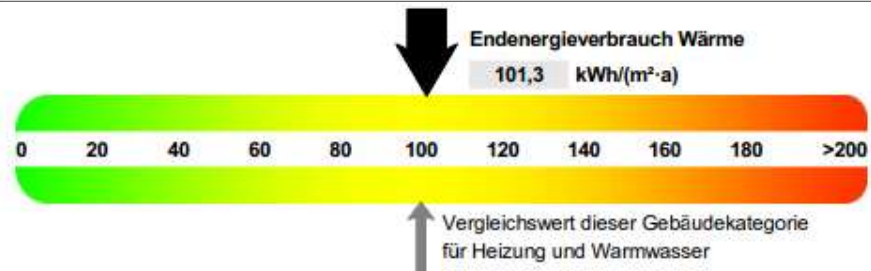 Endenergieverbrauch Wärme
101,3 kWh/(m²·a)
0 20 40 60 80 100 120 140 160 180 >200
Vergleichswert dieser Gebäudekategorie
für Heizung und Warmwasser